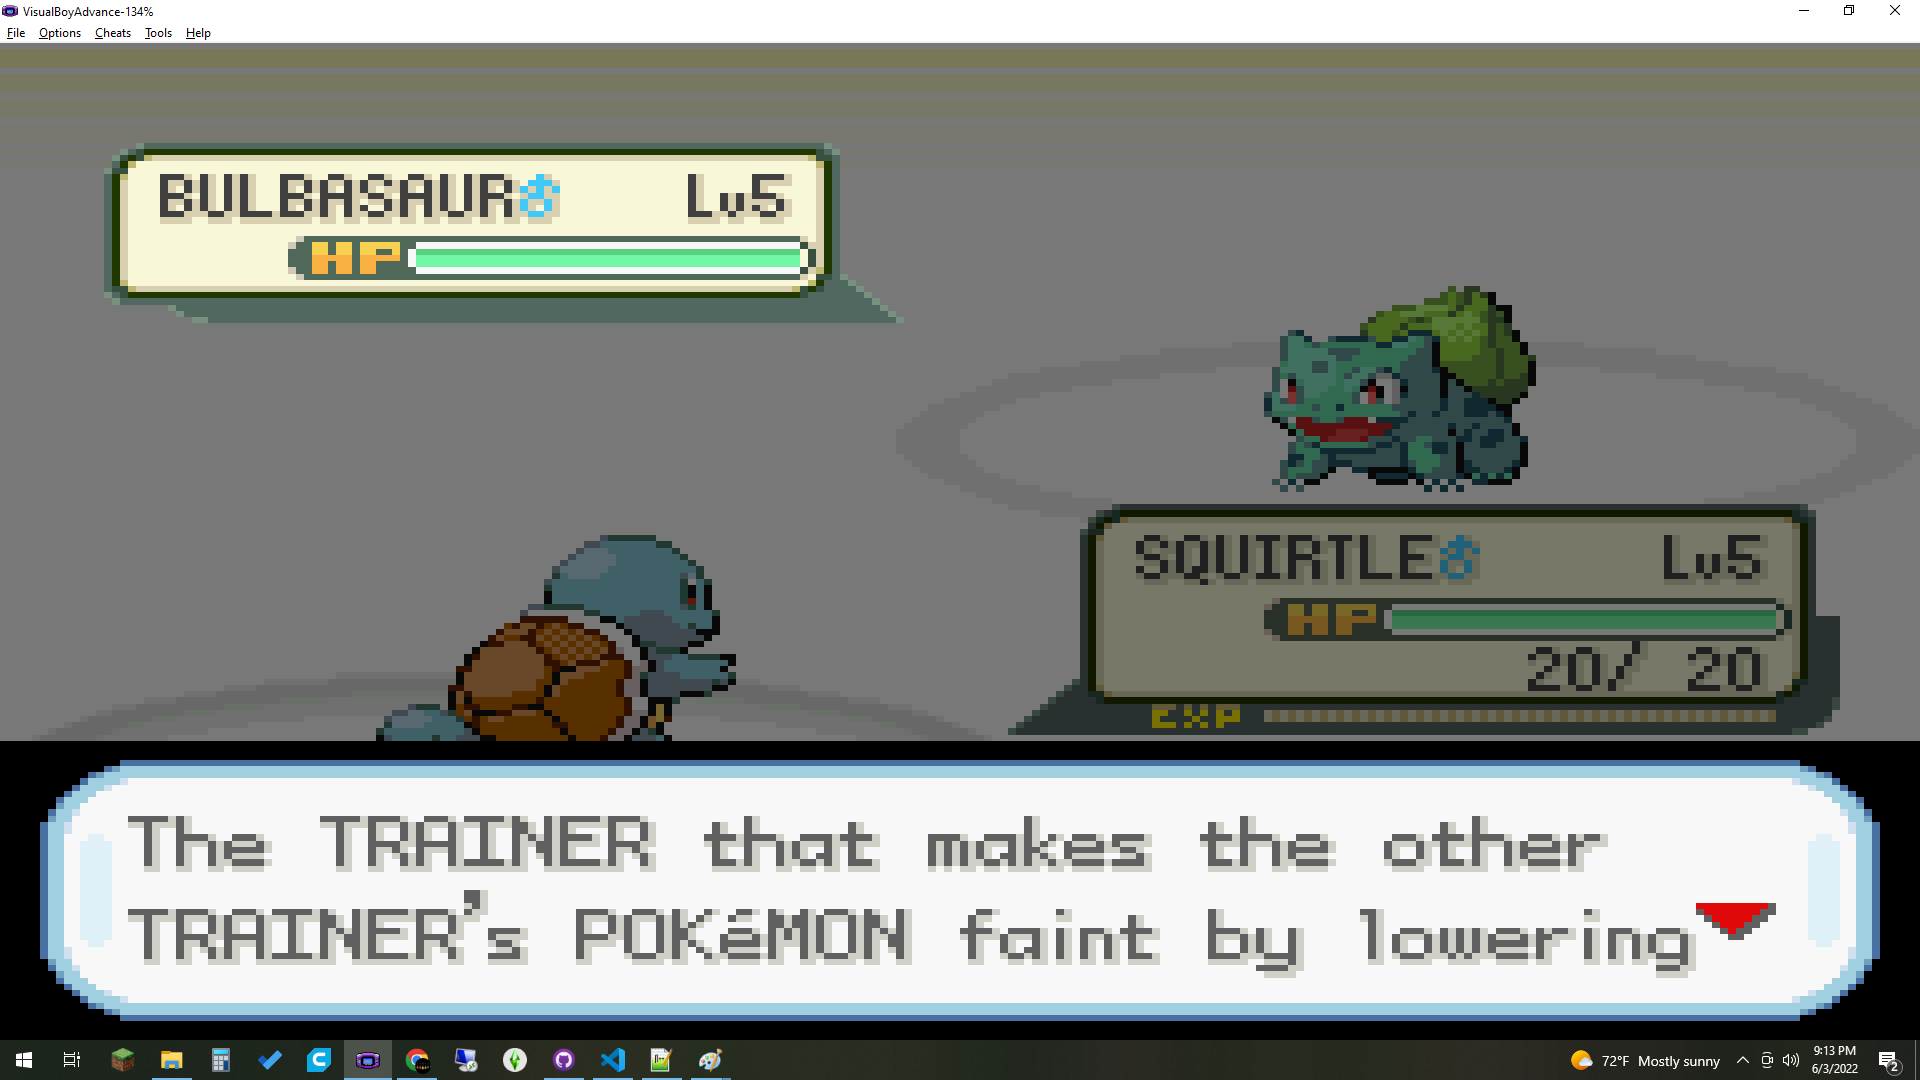 VisualBoyAdvance-134%
File Options Cheats Tools Help
BULBASAUR♂ Lv5
HP
SQUIRTLE♂ Lv5
HP
20/ 20
EXP
The TRAINER that makes the other
TRAINER's POKéMON faint by lowering
72°F Mostly sunny
9:13 PM
6/3/2022
2